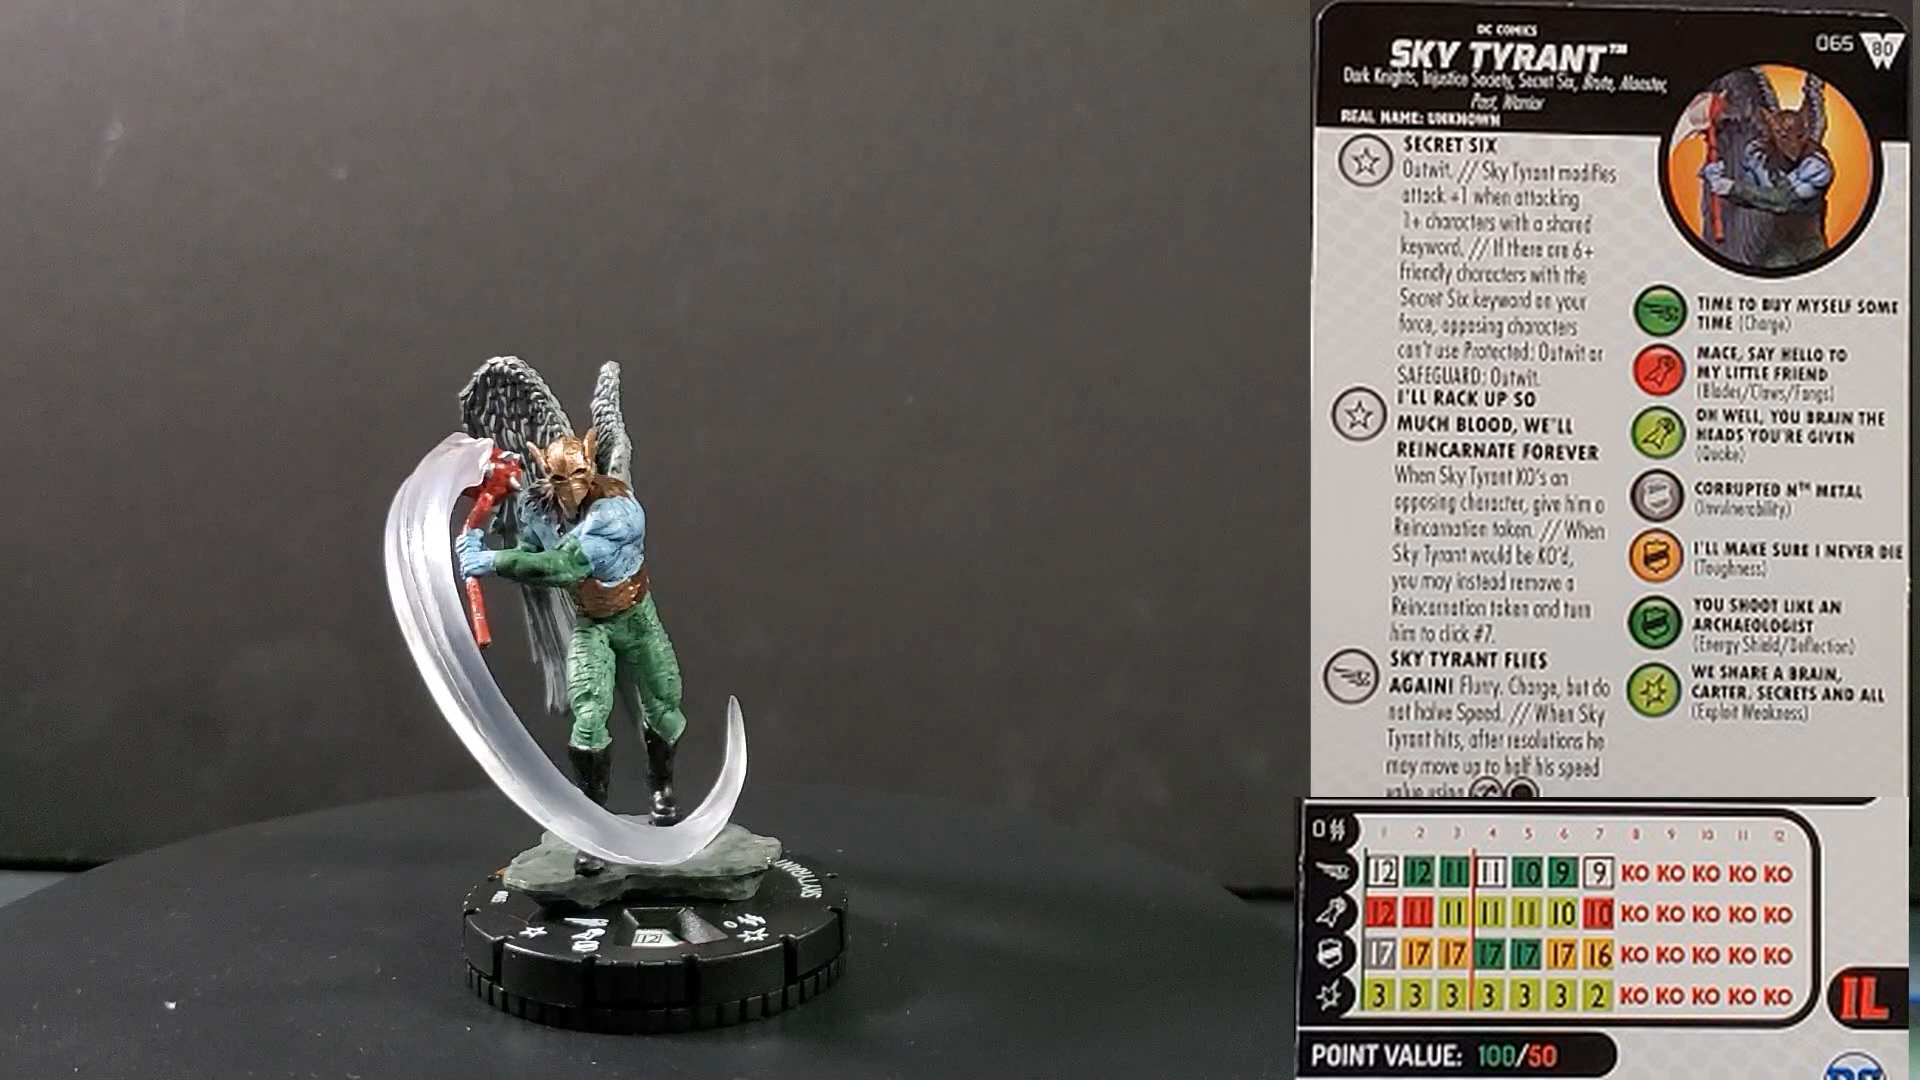 DC COMICS
SKY TYRANT™
065 80
Dark Knights, Injustice Society, Secret Six, Brute, Monster,
Past, Warrior
REAL NAME: UNKNOWN
SECRET SIX
Outwit. // Sky Tyrant modifies
attack +1 when attacking
1+ characters with a shared
keyword. // If there are 6+
friendly characters with the
Secret Six keyword on your
force, opposing characters
can't use Protected: Outwit or
SAFEGUARD: Outwit.
I'LL RACK UP SO
MUCH BLOOD, WE'LL
REINCARNATE FOREVER
When Sky Tyrant KO's an
opposing character, give him a
Reincarnation token. // When
Sky Tyrant would be KO'd,
you may instead remove a
Reincarnation token and turn
him to click #7.
SKY TYRANT FLIES
AGAIN! Flurry. Charge, but do
not halve Speed. // When Sky
Tyrant hits, after resolutions he
may move up to half his speed
value using
TIME TO BUY MYSELF SOME
TIME (Charge)
MACE, SAY HELLO TO
MY LITTLE FRIEND
(Blades/Claws/Fangs)
OH WELL, YOU BRAIN THE
HEADS YOU'RE GIVEN
(Quake)
CORRUPTED NTH METAL
(Invulnerability)
I'LL MAKE SURE I NEVER DIE
(Toughness)
YOU SHOOT LIKE AN
ARCHAEOLOGIST
(Energy Shield/Deflection)
WE SHARE A BRAIN,
CARTER, SECRETS AND ALL
(Exploit Weakness)
0 1 2 3 4 5 6 7 8 9 10 11 12
12 12 11 11 10 9 9 KO KO KO KO KO
12 11 11 11 11 10 10 KO KO KO KO KO
17 17 17 17 17 17 16 KO KO KO KO KO
3 3 3 3 3 3 2 KO KO KO KO KO
IL
POINT VALUE: 100/50
SKY TYRANT
065
12
0